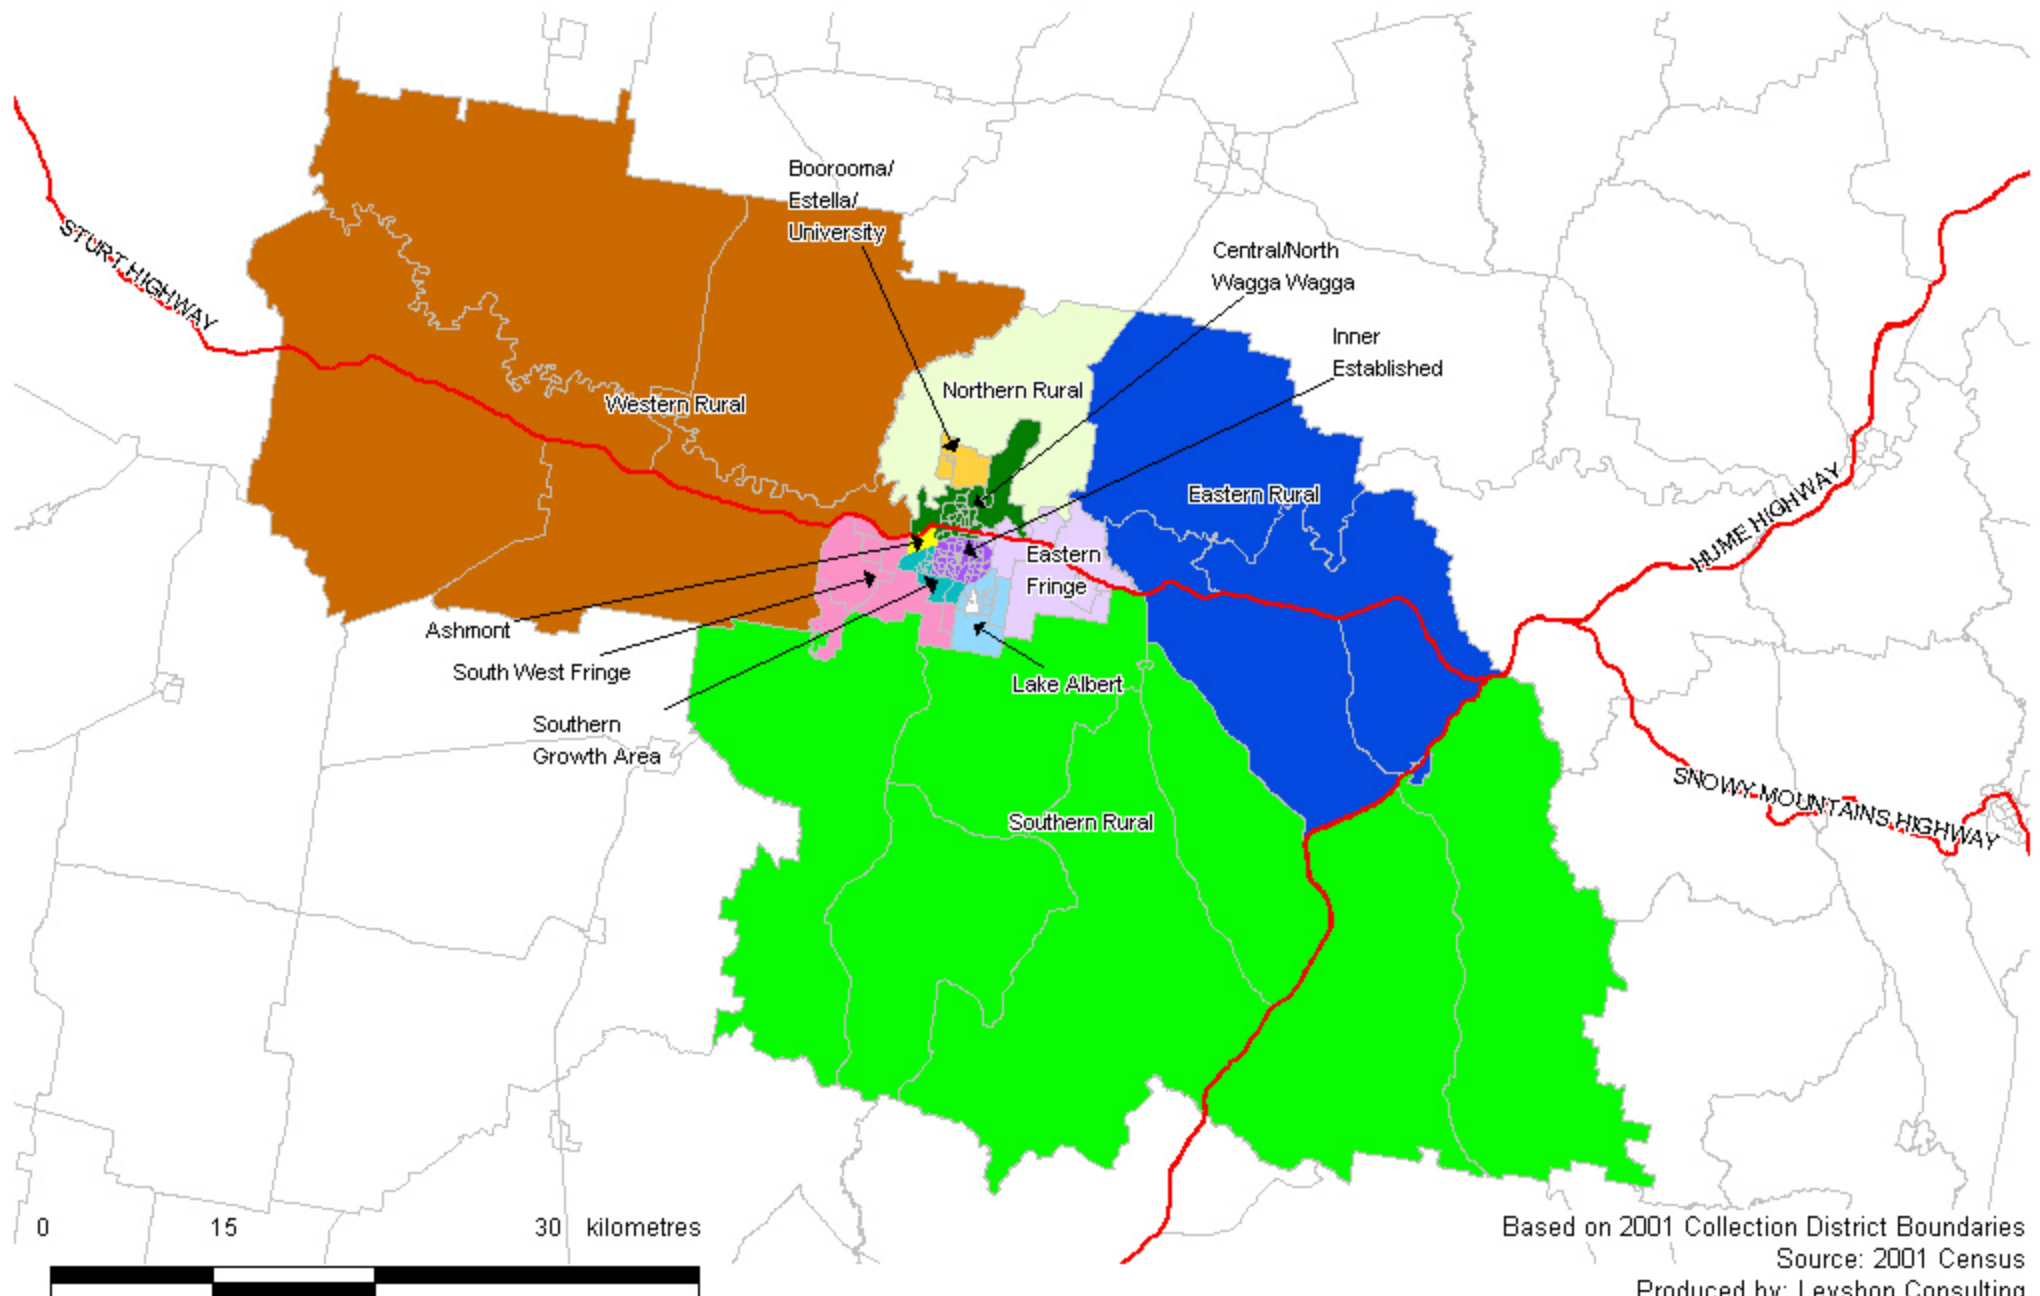 Boorooma/
Estella/
University
Central/North
Wagga Wagga
Inner
Established
STURT HIGHWAY
Northern Rural
Western Rural
Eastern Rural
HUME HIGHWAY
Eastern
Fringe
Ashmont
South West Fringe
Lake Albert
Southern
Growth Area
SNOWY MOUNTAINS HIGHWAY
Southern Rural
0 15 30 kilometres
Based on 2001 Collection District Boundaries
Source: 2001 Census
Produced by: Leyshon Consulting